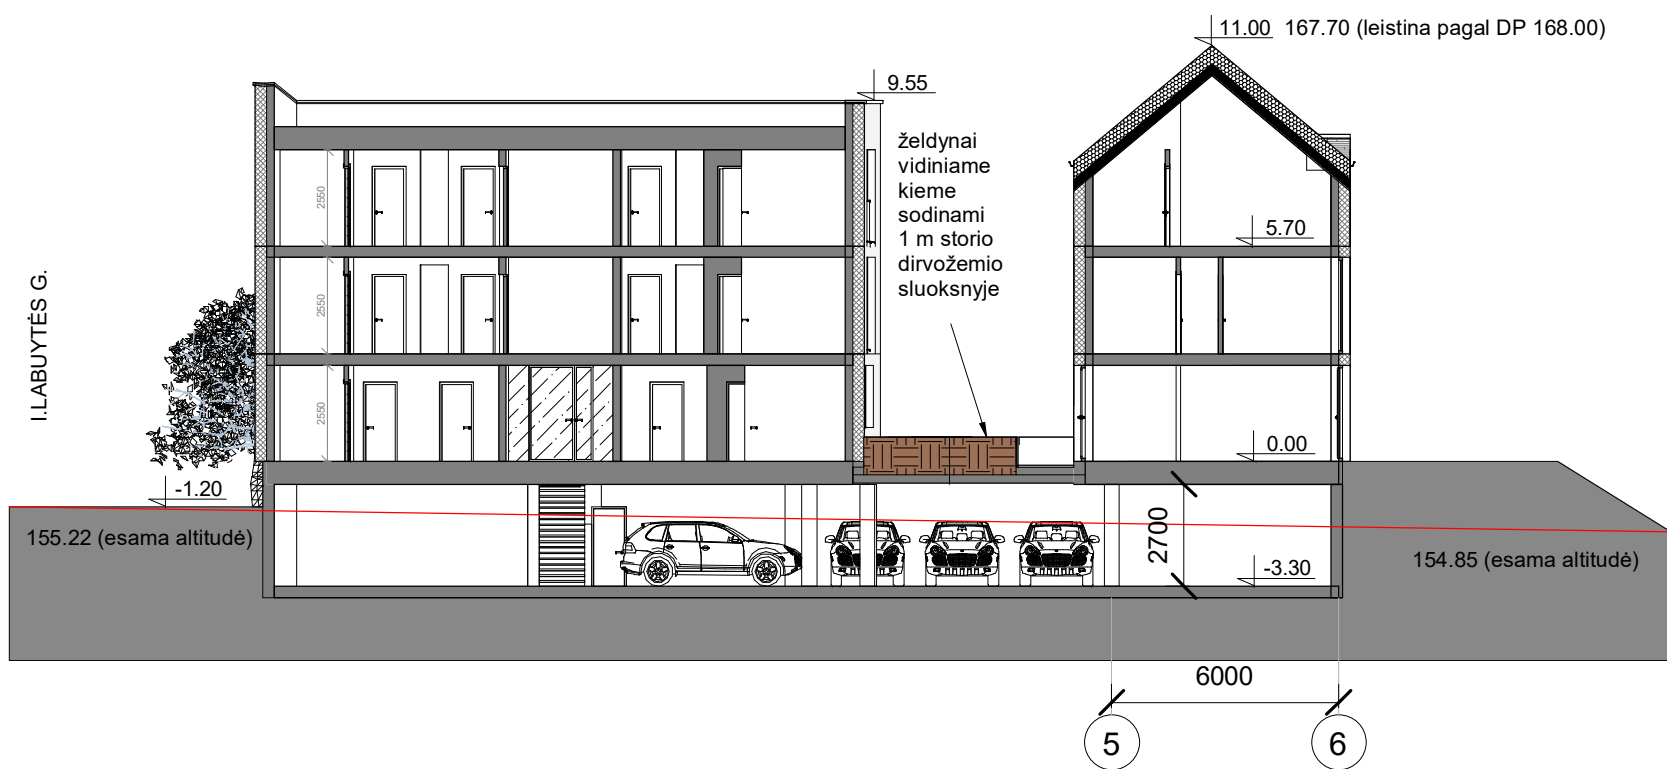 11.00 167.70 (leistina pagal DP 168.00)
9.55
želdynai
vidiniame
kieme
sodinami
1 m storio
dirvožemio
sluoksnyje
2550
5.70
2550
I.LABUYTĖS G.
2550
0.00
-1.20
155.22 (esama altitudė)
2700
-3.30
154.85 (esama altitudė)
6000
5
6